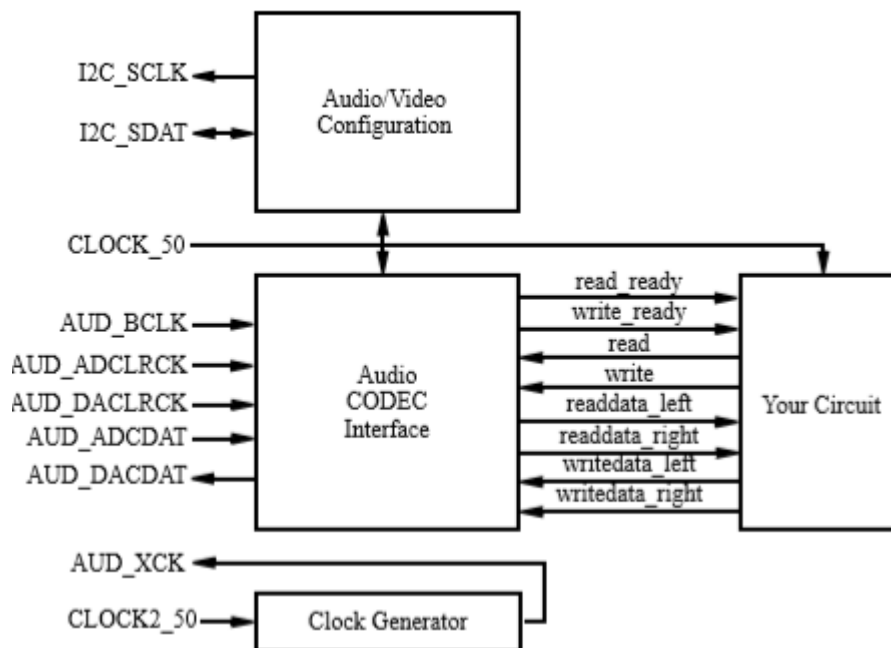 I2C_SCLK
I2C_SDAT
Audio/Video
Configuration
CLOCK_50
AUD_BCLK
AUD_ADCLRCK
AUD_DACLRCK
AUD_ADCDAT
AUD_DACDAT
Audio
CODEC
Interface
read_ready
write_ready
read
write
readdata_left
readdata_right
writedata_left
writedata_right
Your Circuit
AUD_XCK
CLOCK2_50
Clock Generator